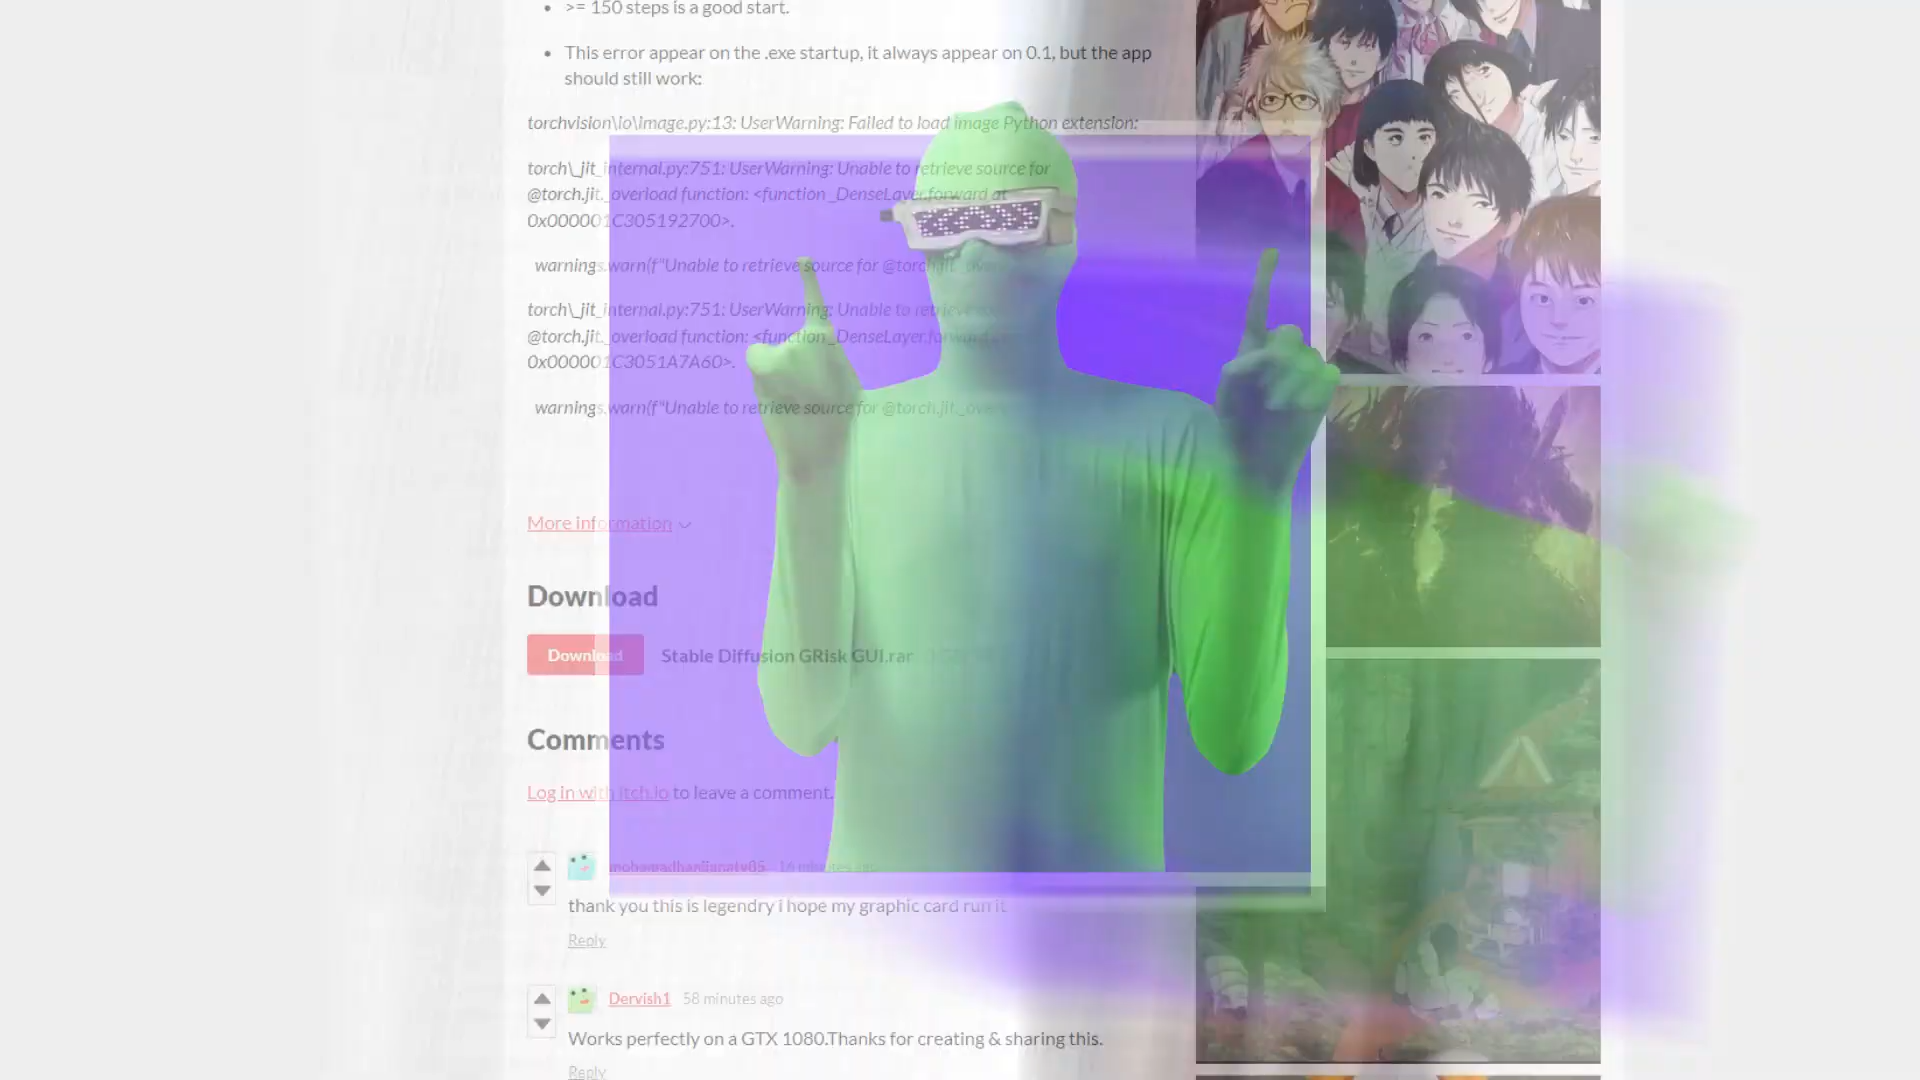 >= 150 steps is a good start.
This error appear on the .exe startup, it always appear on 0.1, but the app
should still work:
torchvision\io\image.py:13: UserWarning: Failed to load image Python extension:
torch\_jit_internal.py:751: UserWarning: Unable to retrieve source for
@torch.jit._overload function: <function _DenseLayer.forward at
0x000001C305192700>.
warnings.warn(f"Unable to retrieve source for @torch.jit._over
torch\_jit_internal.py:751: UserWarning: Unable to retrieve
@torch.jit._overload function: <function _DenseLayer.forward
0x000001C3051A7A60>.
warnings.warn(f"Unable to retrieve source for @torch.jit._over
More information
Download
Download Stable Diffusion GRisk GUI.rar
Comments
Log in with itch.io to leave a comment.
thank you this is legendry i hope my graphic card run it
Reply
Dervish1 58 minutes ago
Works perfectly on a GTX 1080.Thanks for creating & sharing this.
Reply